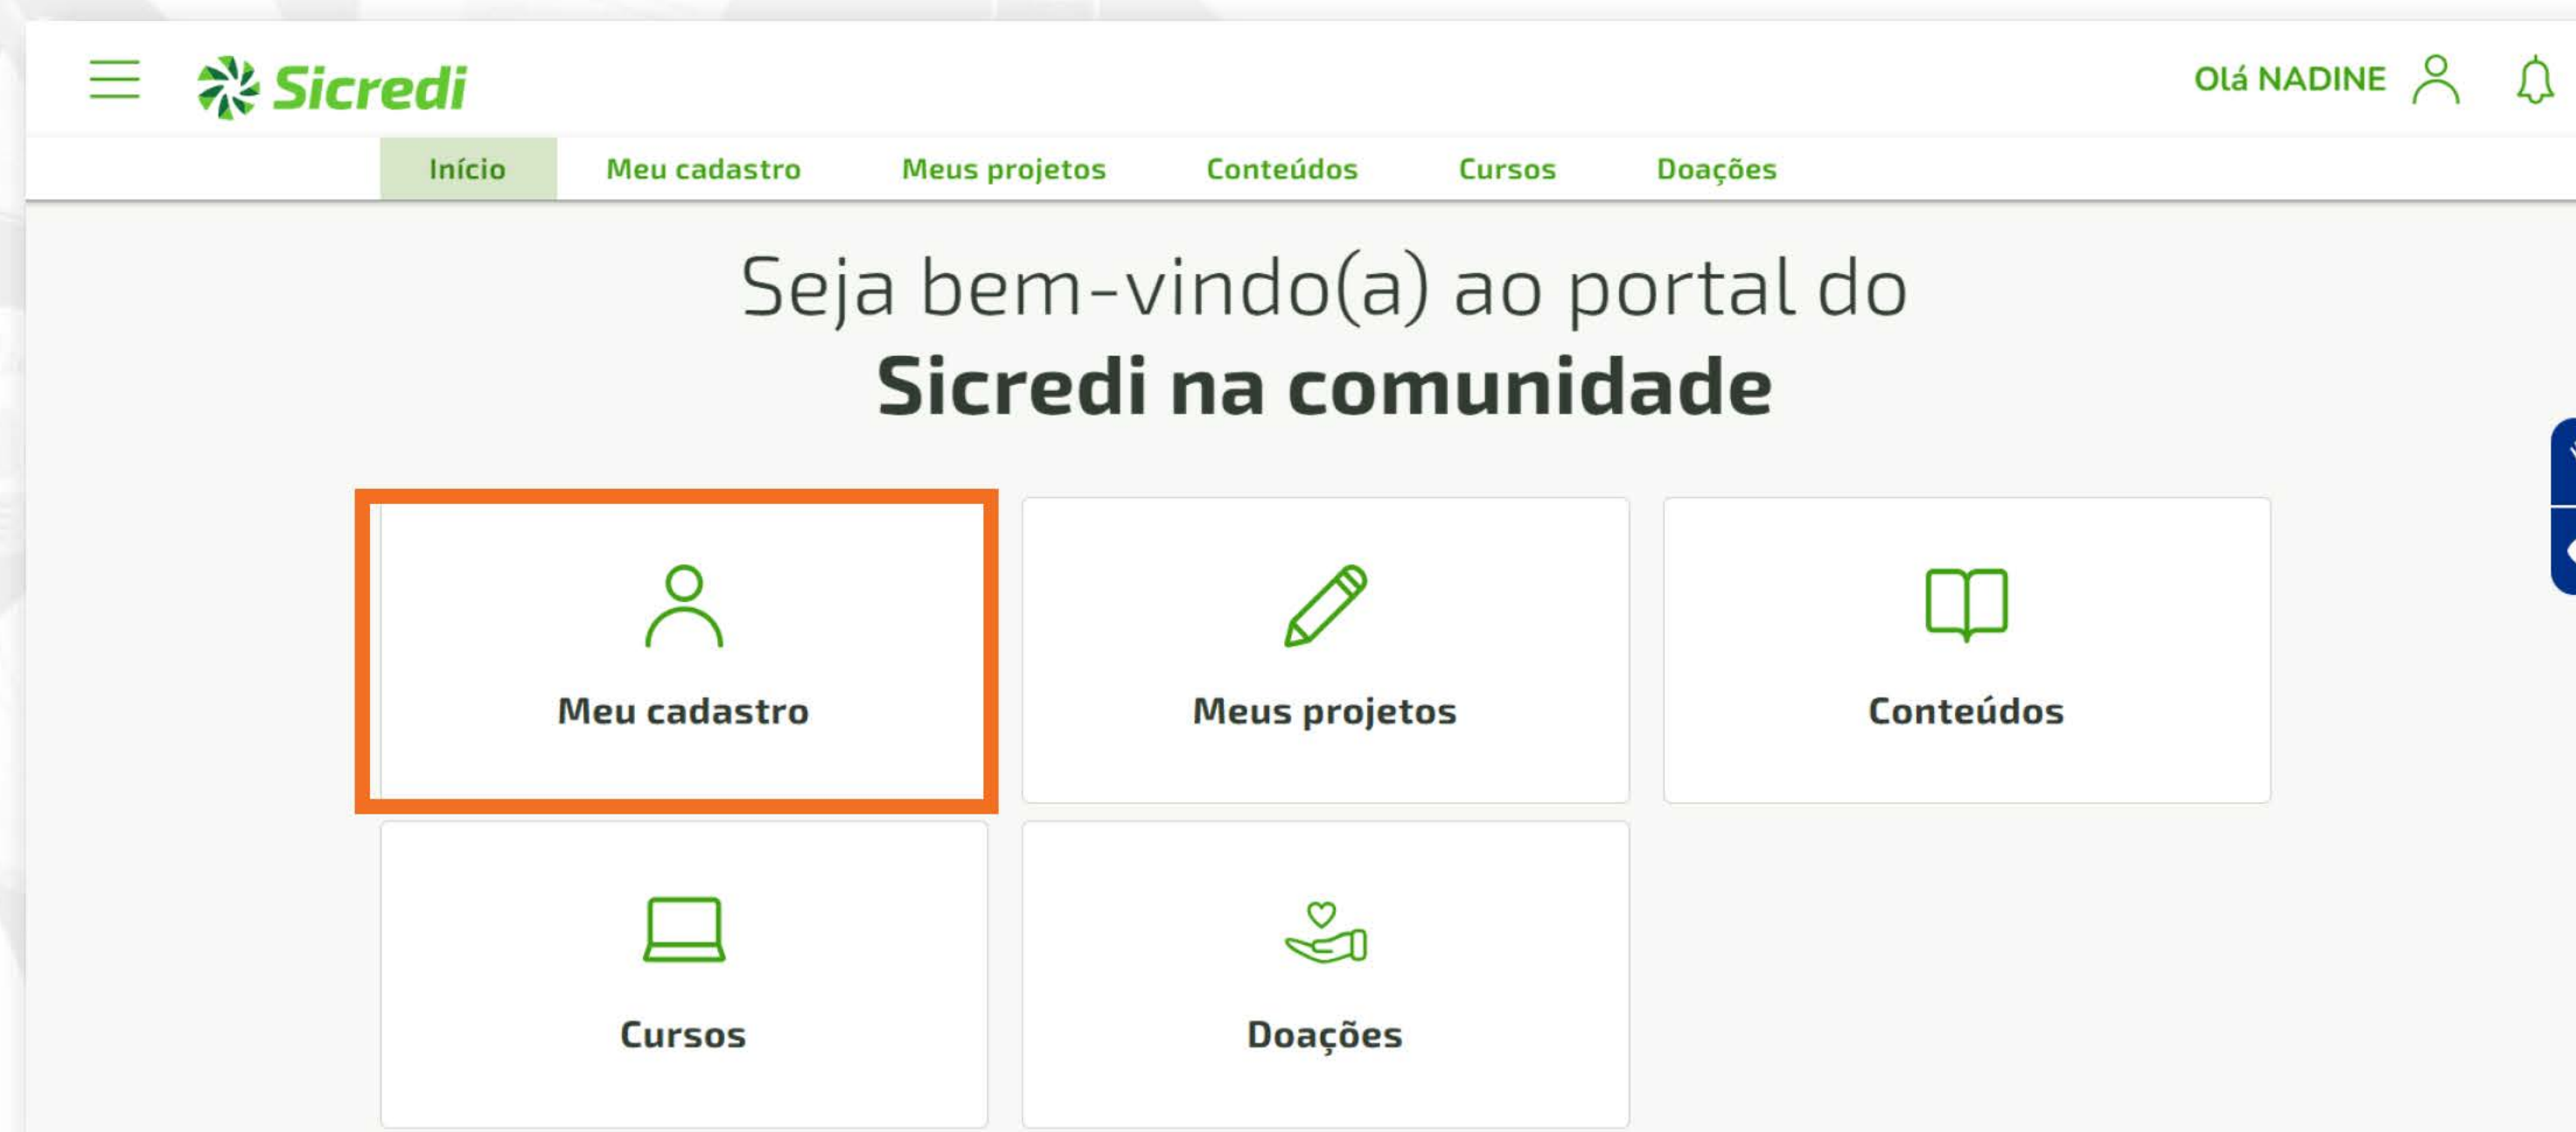 Sicredi
Olá NADINE
Início Meu cadastro Meus projetos Conteúdos Cursos Doações
Seja bem-vindo(a) ao portal do
Sicredi na comunidade
Meu cadastro
Meus projetos
Conteúdos
Cursos
Doações